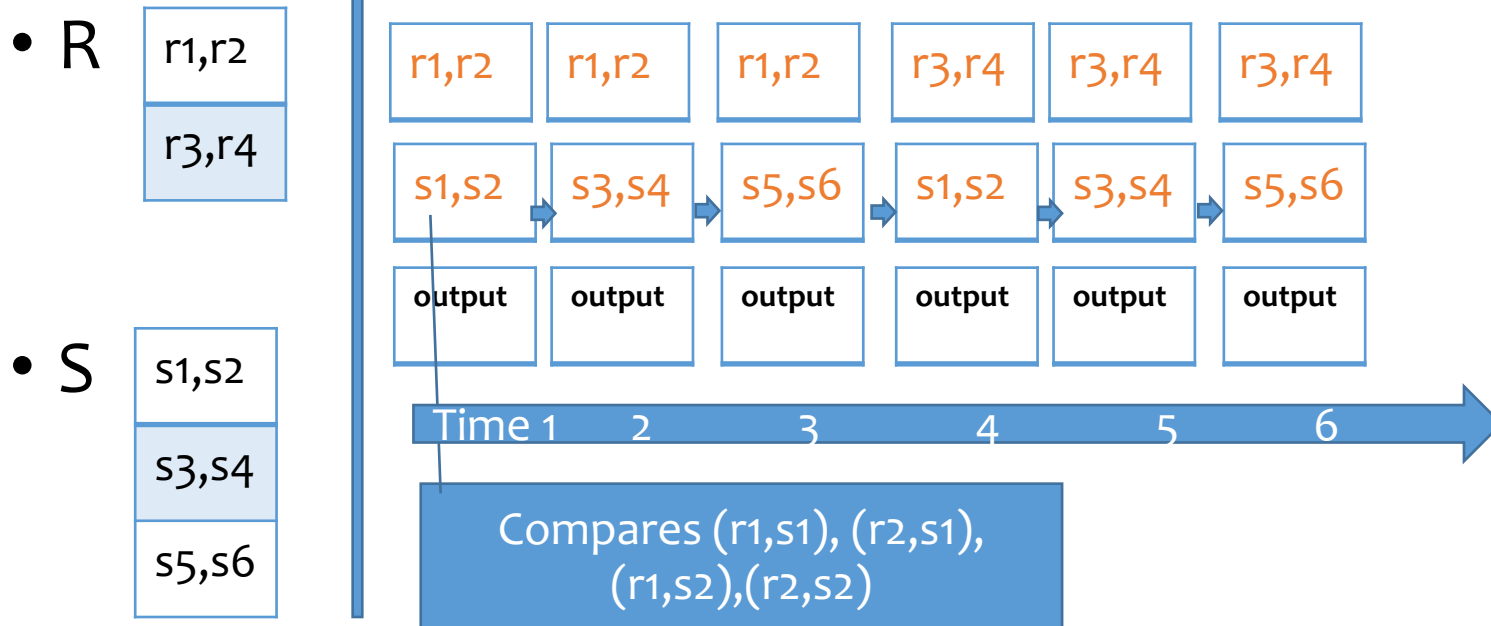 • R
r1,r2
r3,r4
• S
s1,s2
s3,s4
s5,s6
r1,r2 r1,r2 r1,r2 r3,r4 r3,r4 r3,r4
s1,s2 s3,s4 s5,s6 s1,s2 s3,s4 s5,s6
output output output output output output
Time 1 2 3 4 5 6
Compares (r1,s1), (r2,s1),
(r1,s2),(r2,s2)